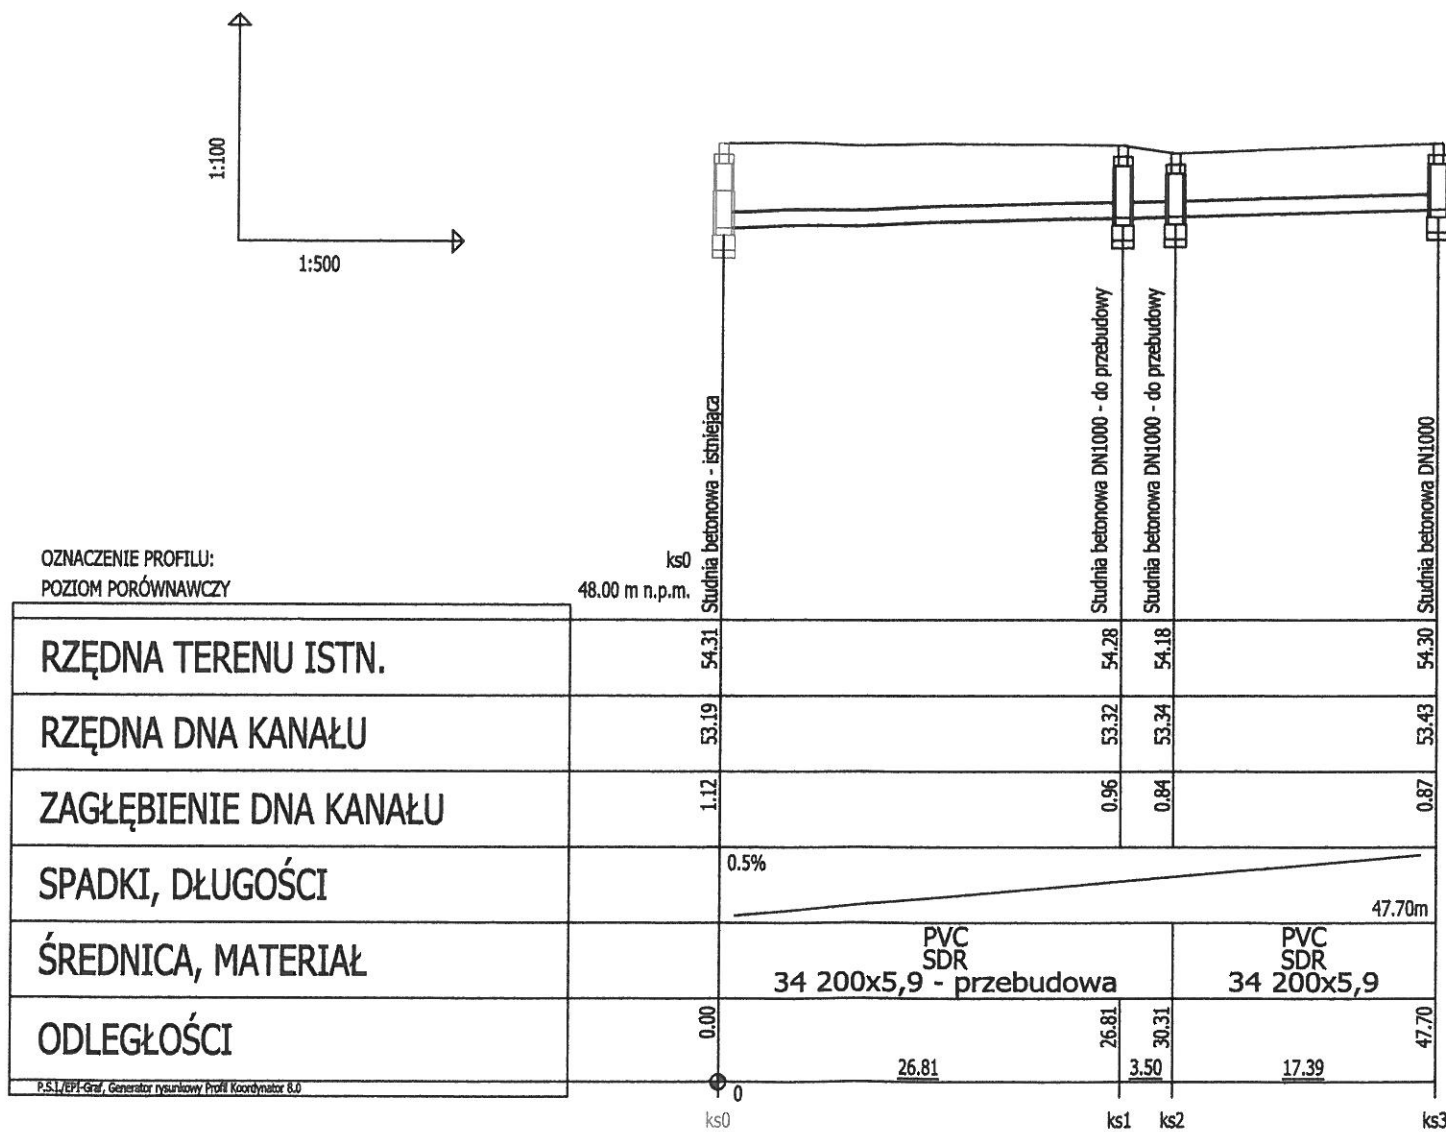 1:100
1:500
Studnia betonowa - istniejąca
Studnia betonowa DN1000 - do przebudowy
Studnia betonowa DN1000 - do przebudowy
Studnia betonowa DN1000
OZNACZENIE PROFILU: ks0
POZIOM PORÓWNAWCZY 48.00 m n.p.m.
RZĘDNA TERENU ISTN. 54.31 54.28 54.18 54.30
RZĘDNA DNA KANAŁU 53.19 53.32 53.34 53.43
ZAGŁĘBIENIE DNA KANAŁU 1.12 0.96 0.84 0.87
SPADKI, DŁUGOŚCI 0.5% 47.70m
ŚREDNICA, MATERIAŁ
PVC PVC
SDR SDR
34 200x5,9 - przebudowa 34 200x5,9
ODLEGŁOŚCI 0.00 26.81 30.31 47.70
26.81 3.50 17.39
P.S.I./EPI-Graf, Generator rysunkowy Profil Koordynator 8.0
0
ks0 ks1 ks2 ks3